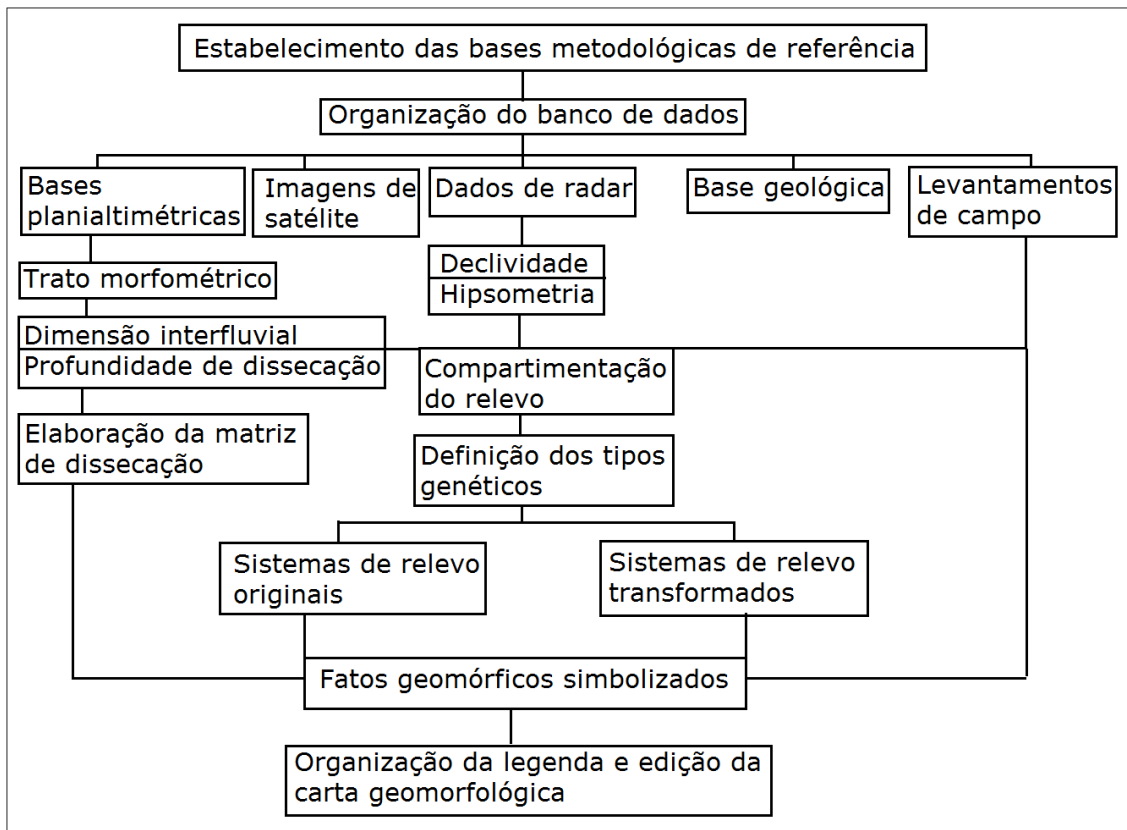 Estabelecimento das bases metodológicas de referência
Organização do banco de dados
Bases
planialtimétricas
Imagens de
satélite
Dados de radar
Base geológica
Levantamentos
de campo
Trato morfométrico
Declividade
Hipsometria
Dimensão interfluvial
Profundidade de dissecação
Compartimentação
do relevo
Elaboração da matriz
de dissecação
Definição dos tipos
genéticos
Sistemas de relevo
originais
Sistemas de relevo
transformados
Fatos geomórficos simbolizados
Organização da legenda e edição da
carta geomorfológica